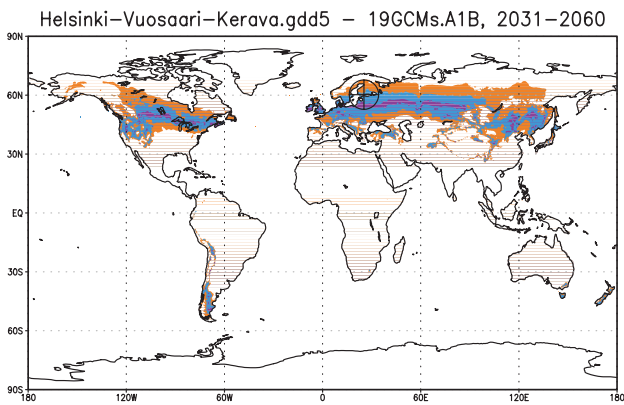 Helsinki-Vuosaari-Kerava.gdd5 - 19GCMs.A1B, 2031-2060
90N
60N
30N
EQ
30S
60S
90S
180 120W 60W 0 60E 120E 180